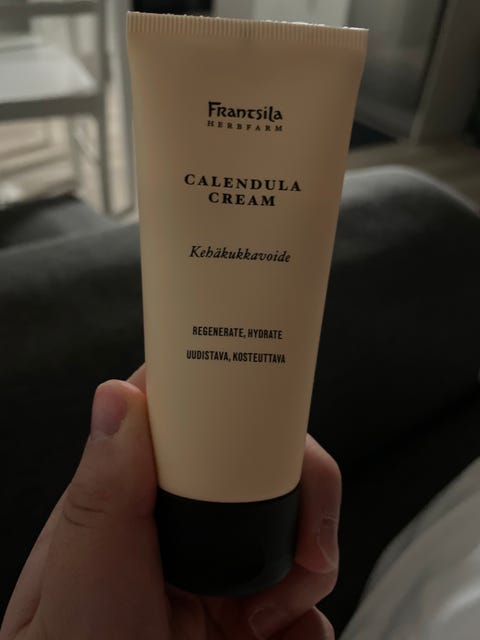 Frantsila
HERBFARM
CALENDULA
CREAM
Kehäkukkavoide
REGENERATE, HYDRATE
UUDISTAVA, KOSTEUTTAVA